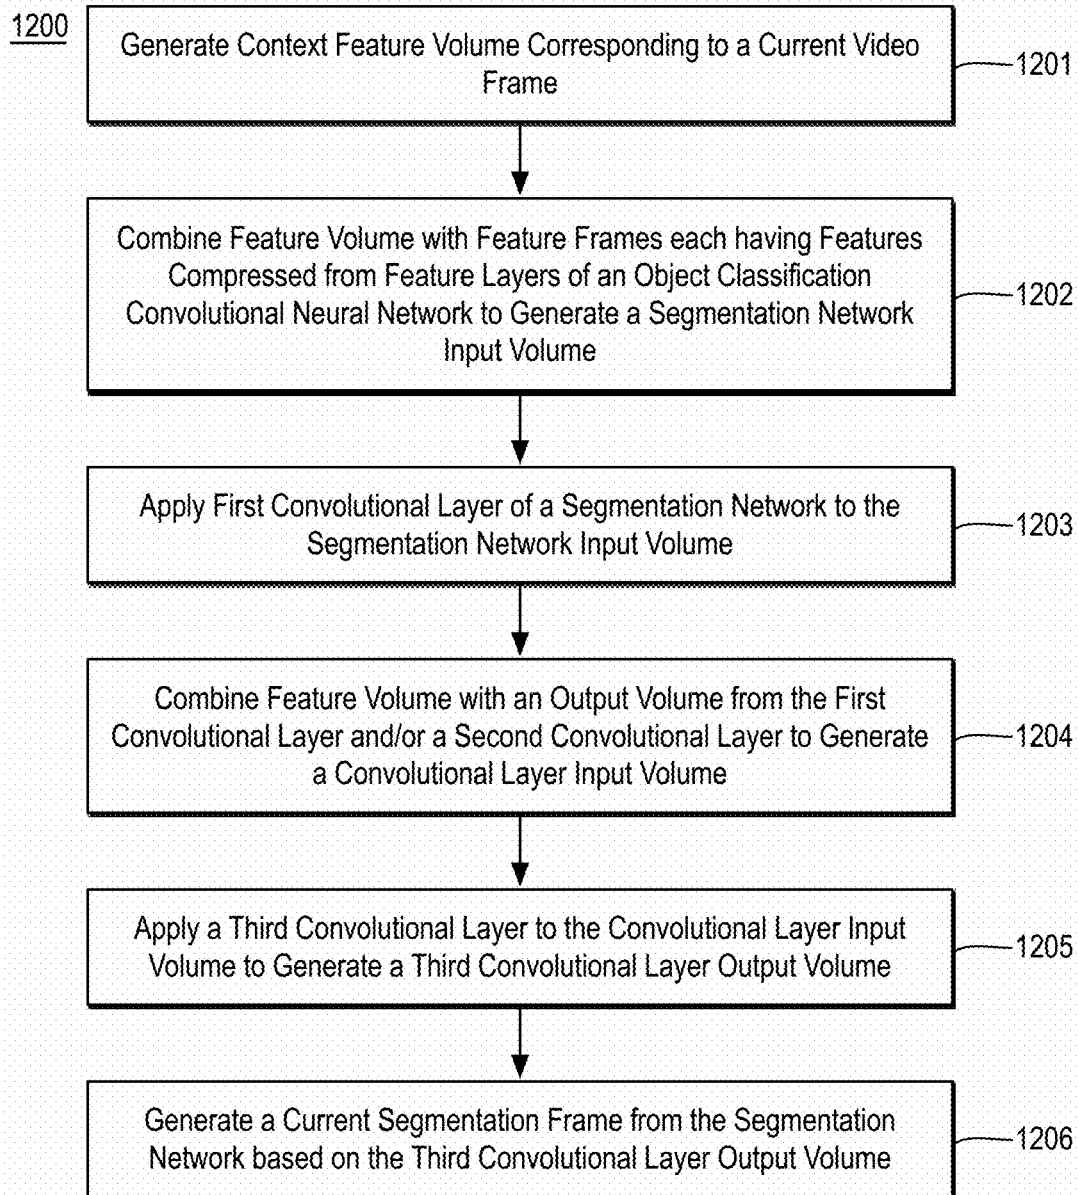 1200
Generate Context Feature Volume Corresponding to a Current Video
Frame
1201
Combine Feature Volume with Feature Frames each having Features
Compressed from Feature Layers of an Object Classification
Convolutional Neural Network to Generate a Segmentation Network
Input Volume
1202
Apply First Convolutional Layer of a Segmentation Network to the
Segmentation Network Input Volume
1203
Combine Feature Volume with an Output Volume from the First
Convolutional Layer and/or a Second Convolutional Layer to Generate
a Convolutional Layer Input Volume
1204
Apply a Third Convolutional Layer to the Convolutional Layer Input
Volume to Generate a Third Convolutional Layer Output Volume
1205
Generate a Current Segmentation Frame from the Segmentation
Network based on the Third Convolutional Layer Output Volume
1206